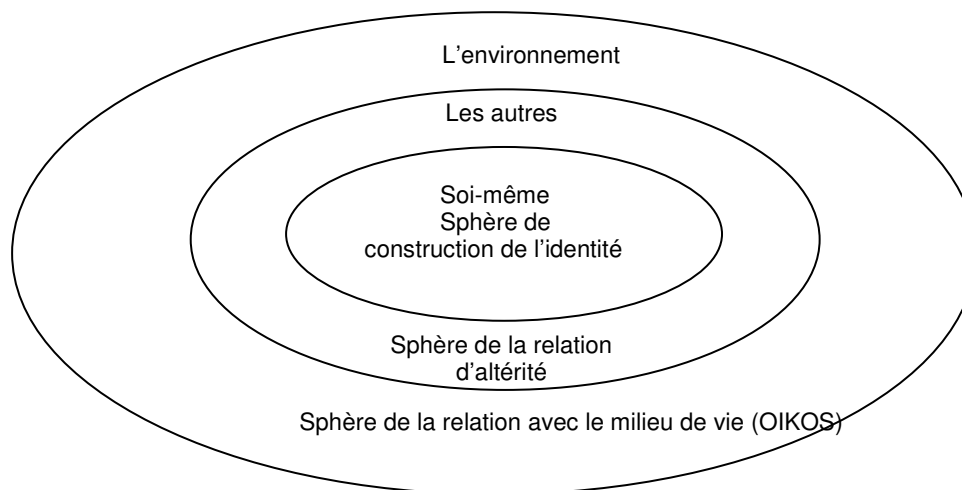 L'environnement
Les autres
Soi-même
Sphère de
construction de l'identité
Sphère de la relation
d'altérité
Sphère de la relation avec le milieu de vie (OIKOS)